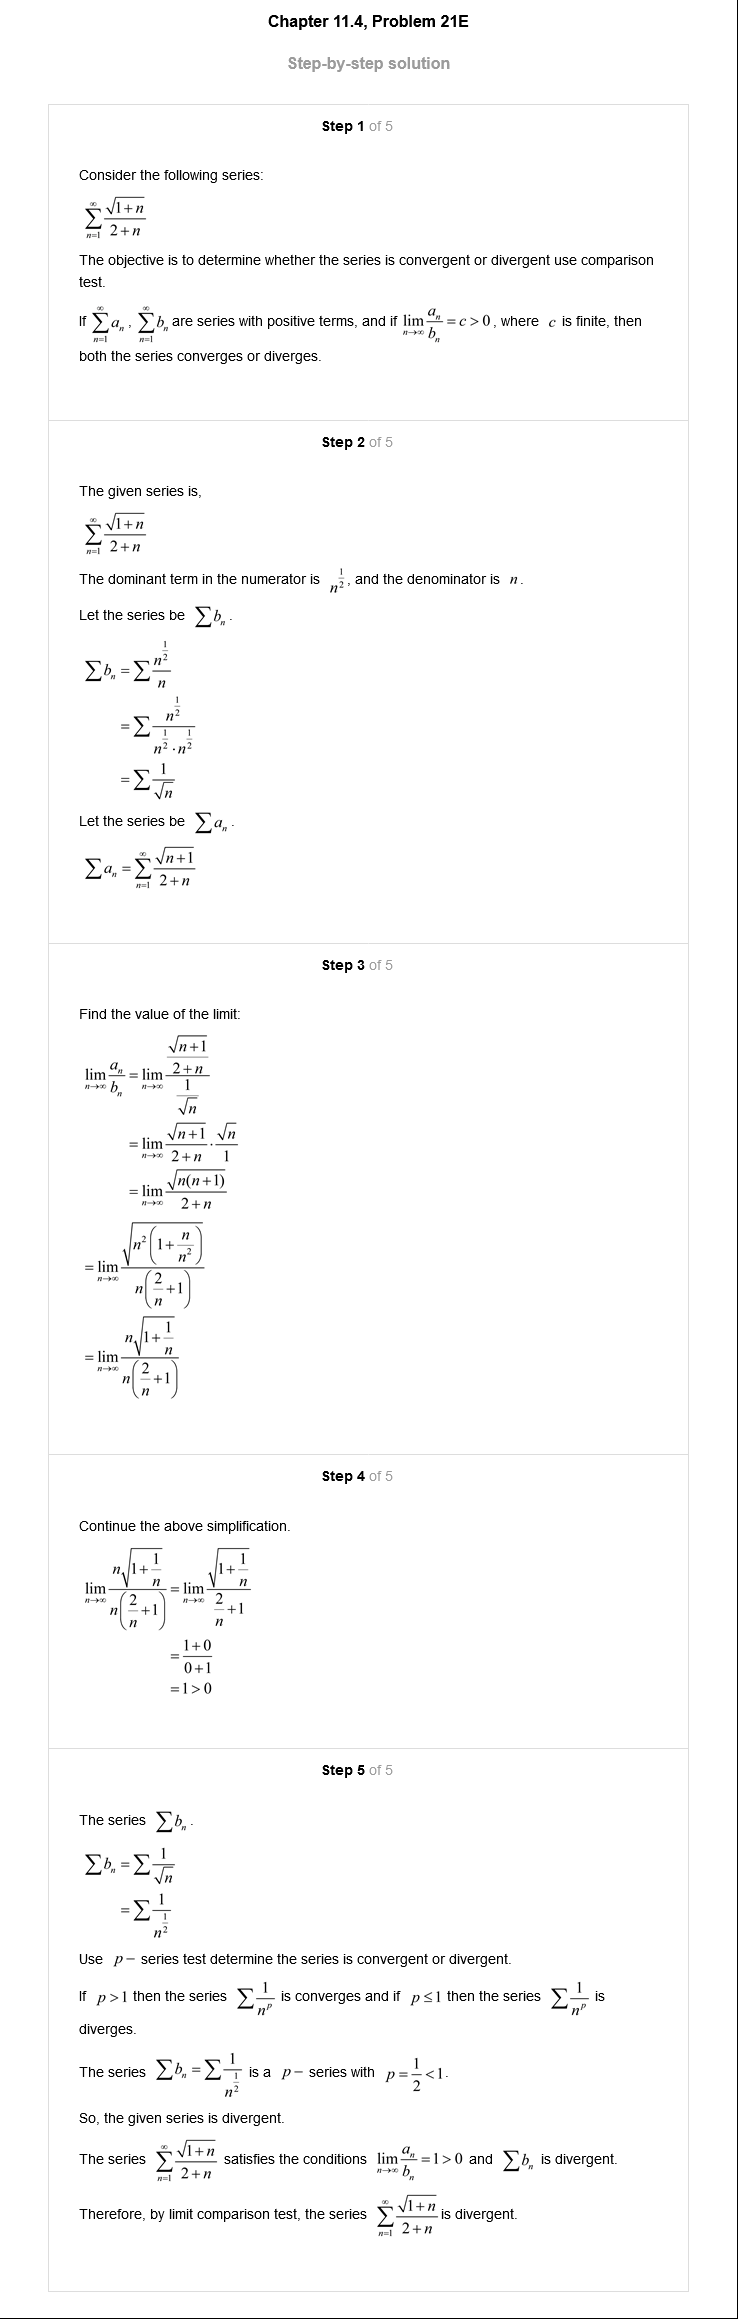 Chapter 11.4, Problem 21E
Step-by-step solution
Step 1 of 5
Consider the following series:
\sum_{n=1}^{\infty} \frac{\sqrt{1+n}}{2+n}
The objective is to determine whether the series is convergent or divergent use comparison
test.
If \sum_{n=1}^{\infty} a_n, \sum_{n=1}^{\infty} b_n are series with positive terms, and if \lim_{n\to\infty} \frac{a_n}{b_n} = c > 0, where c is finite, then
both the series converges or diverges.
Step 2 of 5
The given series is,
\sum_{n=1}^{\infty} \frac{\sqrt{1+n}}{2+n}
The dominant term in the numerator is n^{\frac{1}{2}}, and the denominator is n.
Let the series be \sum b_n.
\sum b_n = \sum \frac{n^{\frac{1}{2}}}{n}
= \sum \frac{n^{\frac{1}{2}}}{n^{\frac{1}{2}} \cdot n^{\frac{1}{2}}}
= \sum \frac{1}{\sqrt{n}}
Let the series be \sum a_n.
\sum a_n = \sum_{n=1}^{\infty} \frac{\sqrt{n+1}}{2+n}
Step 3 of 5
Find the value of the limit:
\lim_{n\to\infty} \frac{a_n}{b_n} = \lim_{n\to\infty} \frac{\frac{\sqrt{n+1}}{2+n}}{\frac{1}{\sqrt{n}}}
= \lim_{n\to\infty} \frac{\sqrt{n+1}}{2+n} \cdot \frac{\sqrt{n}}{1}
= \lim_{n\to\infty} \frac{\sqrt{n(n+1)}}{2+n}
= \lim_{n\to\infty} \frac{\sqrt{n^2\left(1+\frac{n}{n^2}\right)}}{n\left(\frac{2}{n}+1\right)}
= \lim_{n\to\infty} \frac{n\sqrt{1+\frac{1}{n}}}{n\left(\frac{2}{n}+1\right)}
Step 4 of 5
Continue the above simplification.
\lim_{n\to\infty} \frac{n\sqrt{1+\frac{1}{n}}}{n\left(\frac{2}{n}+1\right)} = \lim_{n\to\infty} \frac{\sqrt{1+\frac{1}{n}}}{\frac{2}{n}+1}
= \frac{1+0}{0+1}
= 1 > 0
Step 5 of 5
The series \sum b_n.
\sum b_n = \sum \frac{1}{\sqrt{n}}
= \sum \frac{1}{n^{\frac{1}{2}}}
Use p− series test determine the series is convergent or divergent.
If p > 1 then the series \sum \frac{1}{n^p} is converges and if p ≤ 1 then the series \sum \frac{1}{n^p} is
diverges.
The series \sum b_n = \sum \frac{1}{n^{\frac{1}{2}}} is a p− series with p = \frac{1}{2} < 1.
So, the given series is divergent.
The series \sum_{n=1}^{\infty} \frac{\sqrt{1+n}}{2+n} satisfies the conditions \lim_{n\to\infty} \frac{a_n}{b_n} = 1 > 0 and \sum b_n is divergent.
Therefore, by limit comparison test, the series \sum_{n=1}^{\infty} \frac{\sqrt{1+n}}{2+n} is divergent.